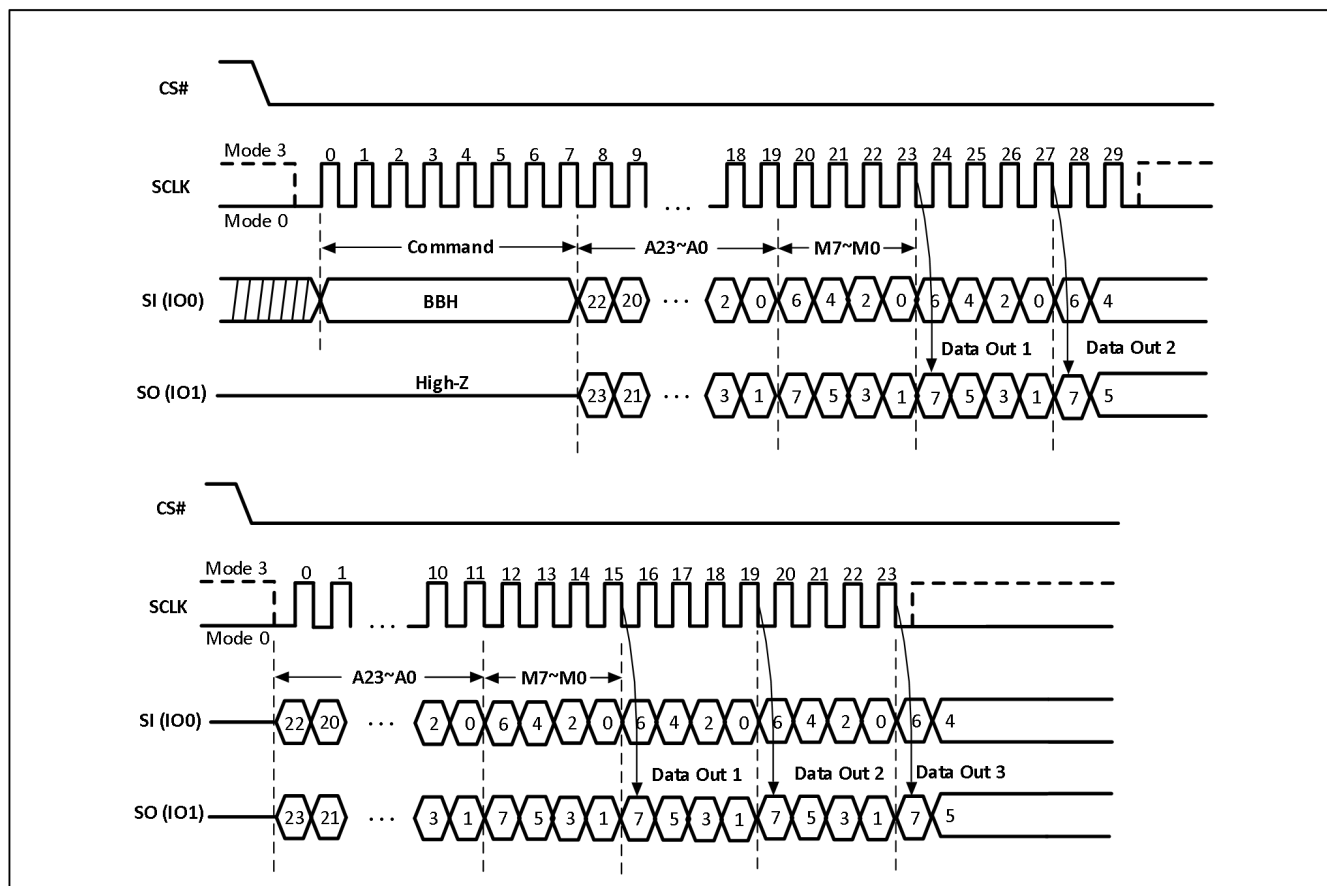 CS#
Mode 3
0 1 2 3 4 5 6 7 8 9 18 19 20 21 22 23 24 25 26 27 28 29
SCLK
...
Mode 0
Command A23~A0 M7~M0
SI (IO0) BBH 22 20 ... 2 0 6 4 2 0 6 4 2 0 6 4
Data Out 1 Data Out 2
High-Z
SO (IO1) 23 21 ... 3 1 7 5 3 1 7 5 3 1 7 5
CS#
Mode 3
0 1 10 11 12 13 14 15 16 17 18 19 20 21 22 23
SCLK
...
Mode 0
A23~A0 M7~M0
SI (IO0) 22 20 ... 2 0 6 4 2 0 6 4 2 0 6 4 2 0 6 4
Data Out 1 Data Out 2 Data Out 3
SO (IO1) 23 21 ... 3 1 7 5 3 1 7 5 3 1 7 5 3 1 7 5